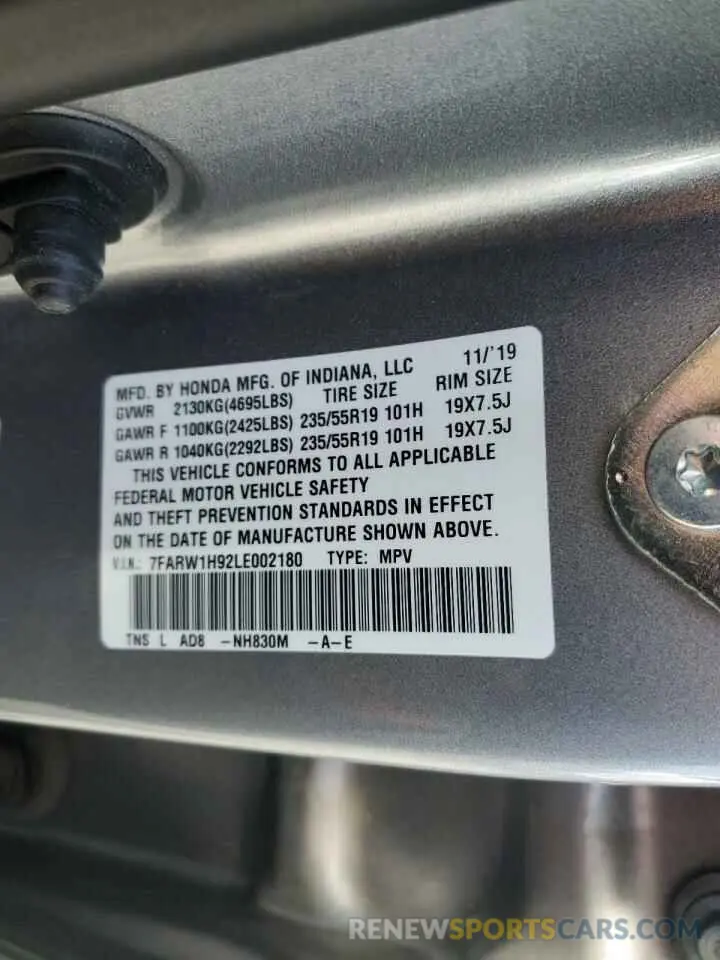 MFD. BY HONDA MFG. OF INDIANA, LLC 11/'19
GVWR 2130KG(4695LBS) TIRE SIZE RIM SIZE
GAWR F 1100KG(2425LBS) 235/55R19 101H 19X7.5J
GAWR R 1040KG(2292LBS) 235/55R19 101H 19X7.5J
THIS VEHICLE CONFORMS TO ALL APPLICABLE
FEDERAL MOTOR VEHICLE SAFETY
AND THEFT PREVENTION STANDARDS IN EFFECT
ON THE DATE OF MANUFACTURE SHOWN ABOVE.
V.I.N.: 7FARW1H92LE002180 TYPE: MPV
TNS L AD8 -NH830M -A-E
RENEWSPORTSCARS.COM